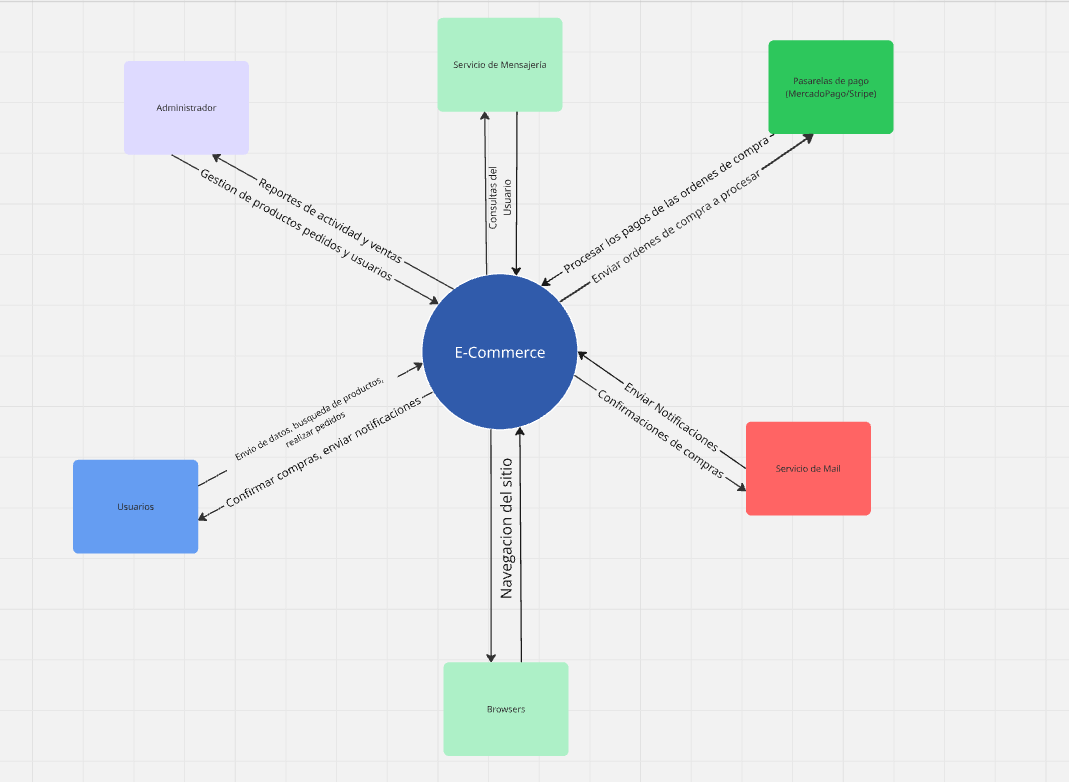 Servicio de Mensajería
Pasarelas de pago
(MercadoPago/Stripe)
Administrador
Reportes de actividad y ventas
Gestion de productos pedidos y usuarios
Consultas del
Usuario
Procesar los pagos de las ordenes de compra
Enviar ordenes de compra a procesar
E-Commerce
Envio de datos, busqueda de productos,
realizar pedidos
Confirmar compras, enviar notificaciones
Enviar Notificaciones
Confirmaciones de compras
Servicio de Mail
Usuarios
Navegacion del sitio
Browsers